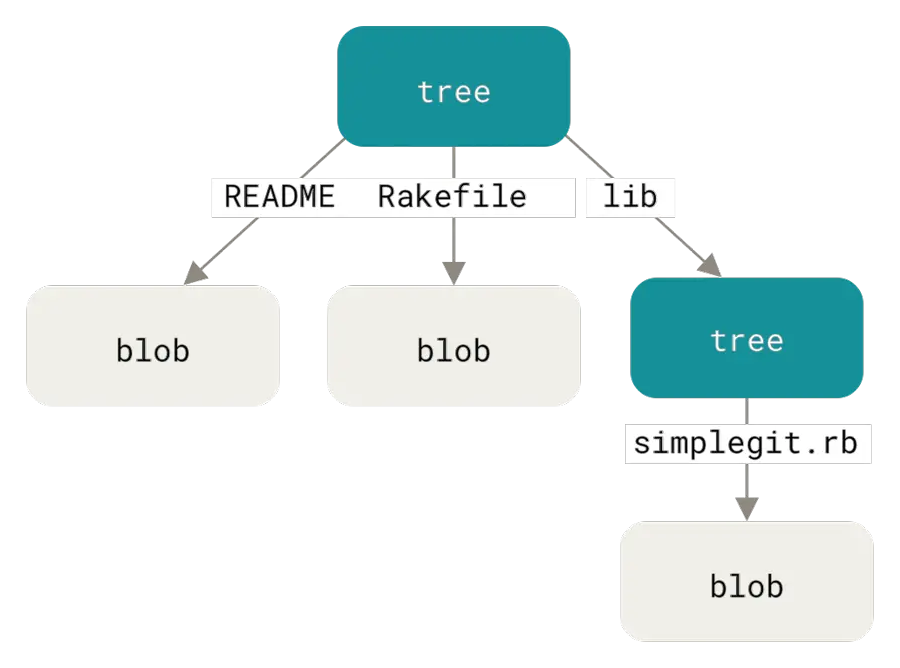 tree
README Rakefile lib
blob blob tree
simplegit.rb
blob